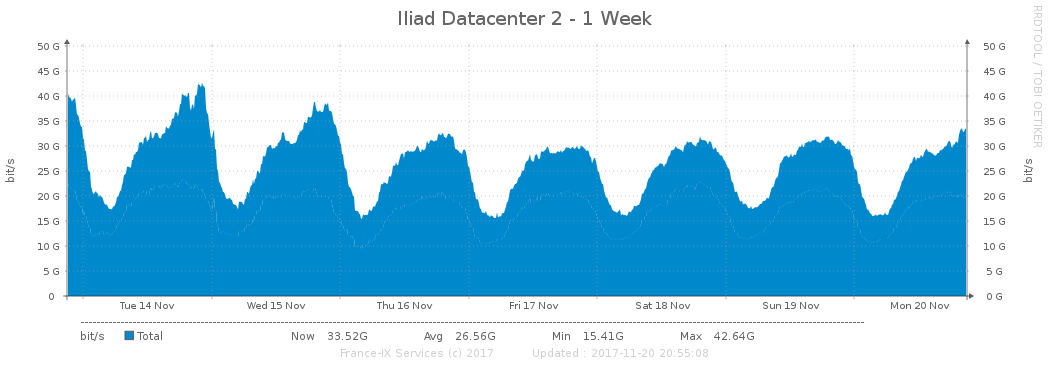 Iliad Datacenter 2 - 1 Week
RRDTOOL / TOBI OETIKER
50 G 50 G
45 G 45 G
40 G 40 G
35 G 35 G
30 G 30 G
25 G 25 G
20 G 20 G
15 G 15 G
10 G 10 G
5 G 5 G
0 0 G
bit/s
bit/s
Tue 14 Nov Wed 15 Nov Thu 16 Nov Fri 17 Nov Sat 18 Nov Sun 19 Nov Mon 20 Nov
bit/s Total Now 33.52G Avg 26.56G Min 15.41G Max 42.64G
France-IX Services (c) 2017 Updated : 2017-11-20 20:55:08